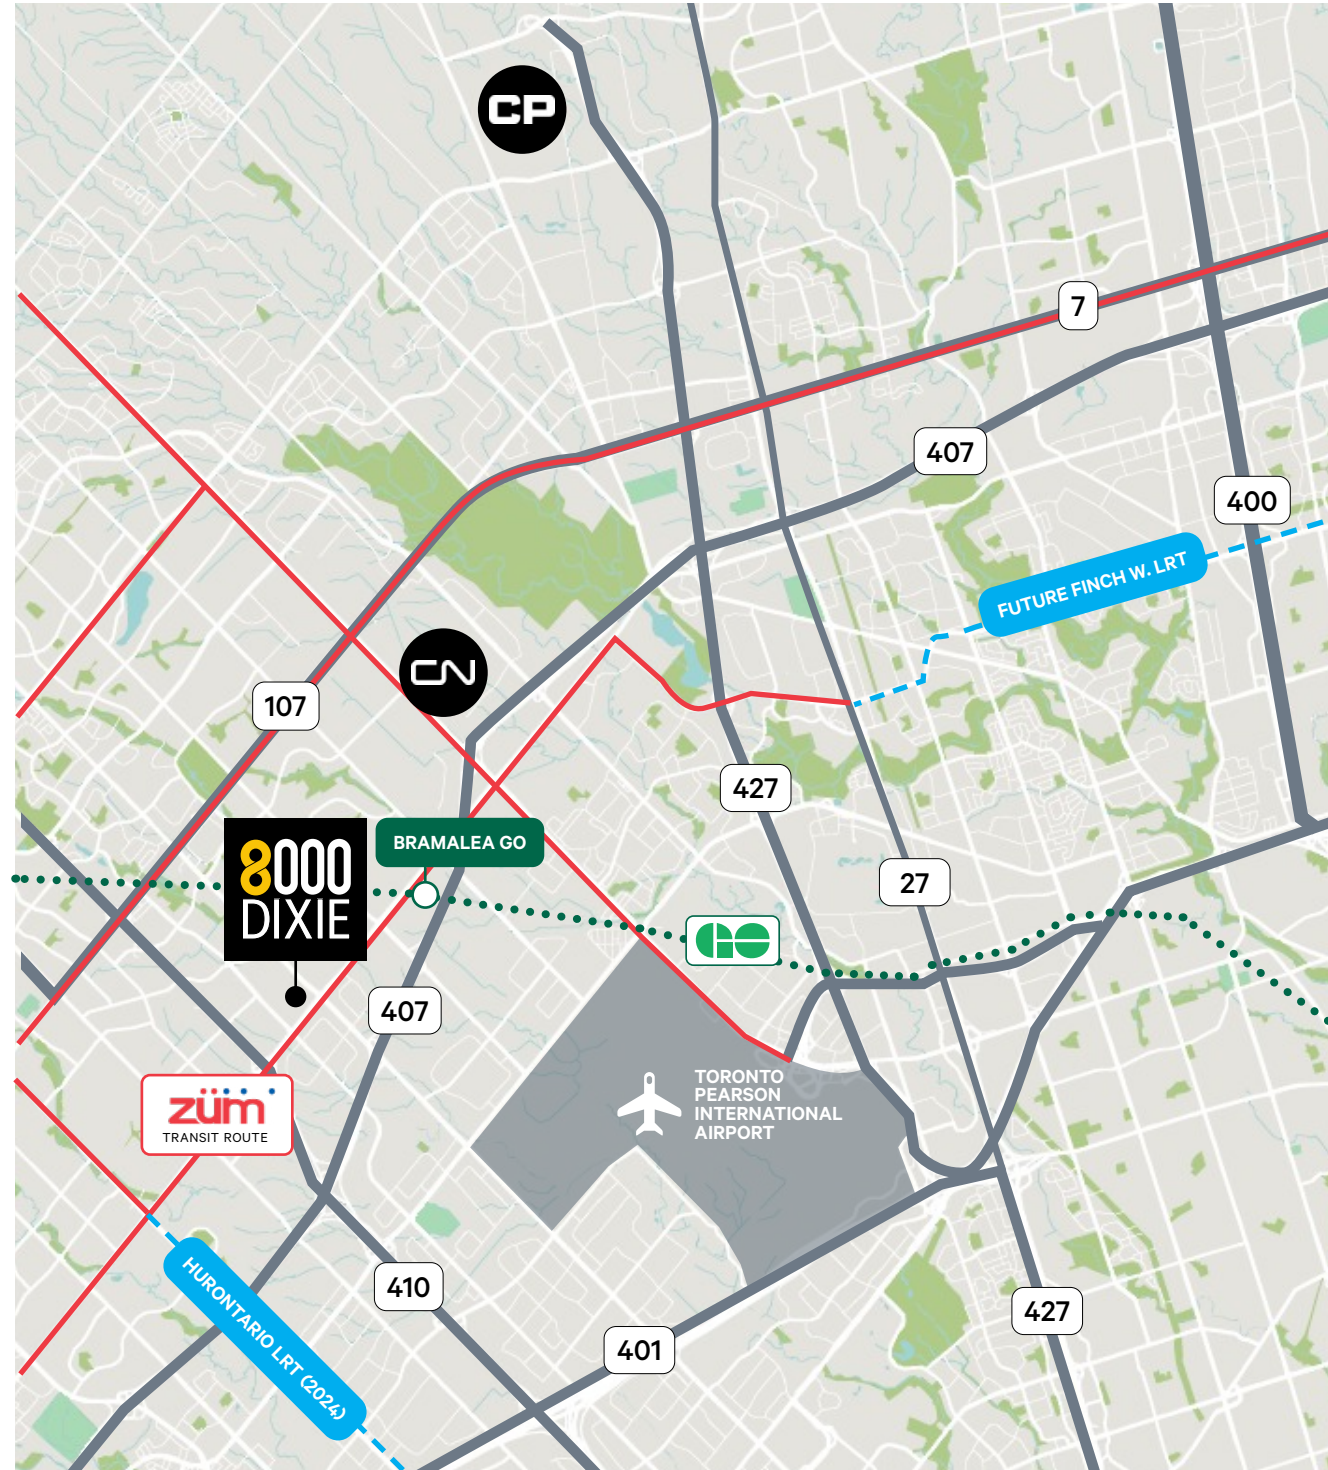 CP
7
407
400
FUTURE FINCH W. LRT
CN
107
427
8000
DIXIE
BRAMALEA GO
27
GO
407
TORONTO
PEARSON
INTERNATIONAL
AIRPORT
züm
TRANSIT ROUTE
HURONTARIO LRT (2024)
410
427
401